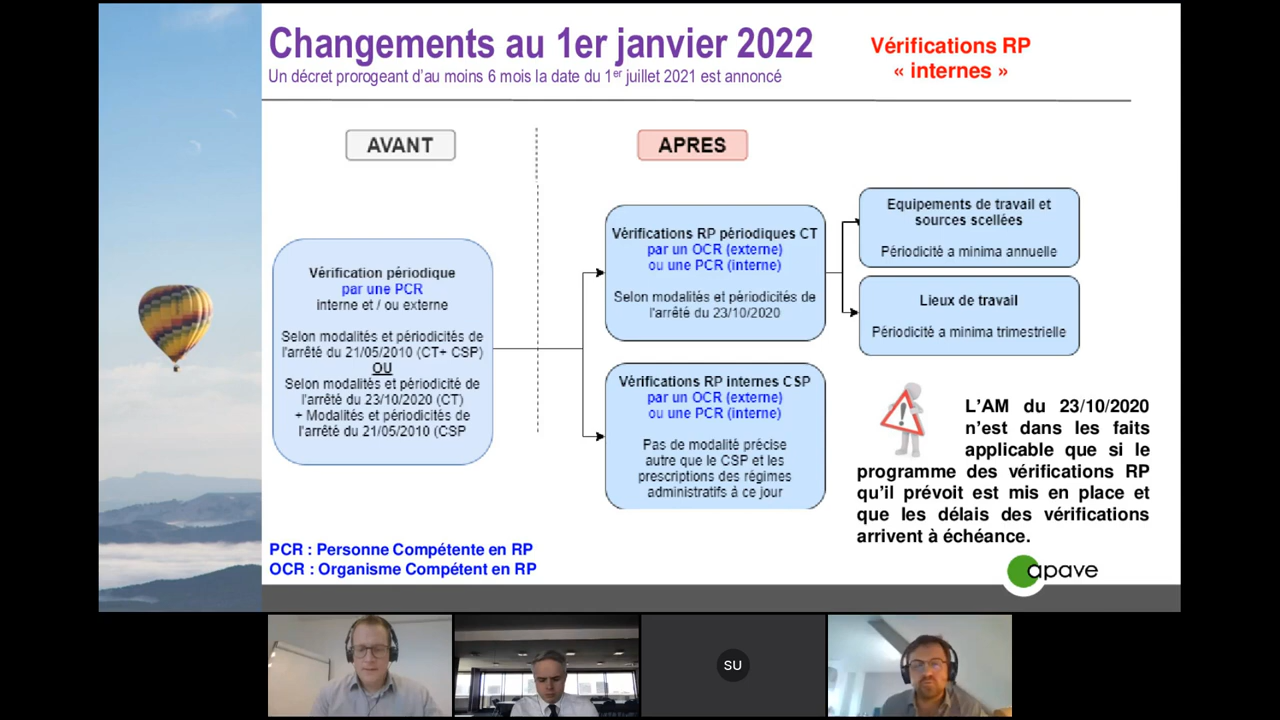 Changements au 1er janvier 2022
Un décret prorogeant d'au moins 6 mois la date du 1er juillet 2021 est annoncé
Vérifications RP
« internes »
AVANT
APRES
Vérification périodique
par une PCR
interne et / ou externe
Selon modalités et périodicités de
l'arrêté du 21/05/2010 (CT+ CSP)
OU
Selon modalités et périodicité de
l'arrêté du 23/10/2020 (CT)
+ Modalités et périodicités de
l'arrêté du 21/05/2010 (CSP
Vérifications RP périodiques CT
par un OCR (externe)
ou une PCR (interne)
Selon modalités et périodicités de
l'arrêté du 23/10/2020
Vérifications RP internes CSP
par un OCR (externe)
ou une PCR (interne)
Pas de modalité précise
autre que le CSP et les
prescriptions des régimes
administratifs à ce jour
Equipements de travail et
sources scellées
Périodicité a minima annuelle
Lieux de travail
Périodicité a minima trimestrielle
L'AM du 23/10/2020
n'est dans les faits
applicable que si le
programme des vérifications RP
qu'il prévoit est mis en place et
que les délais des vérifications
arrivent à échéance.
PCR : Personne Compétente en RP
OCR : Organisme Compétent en RP
apave
SU